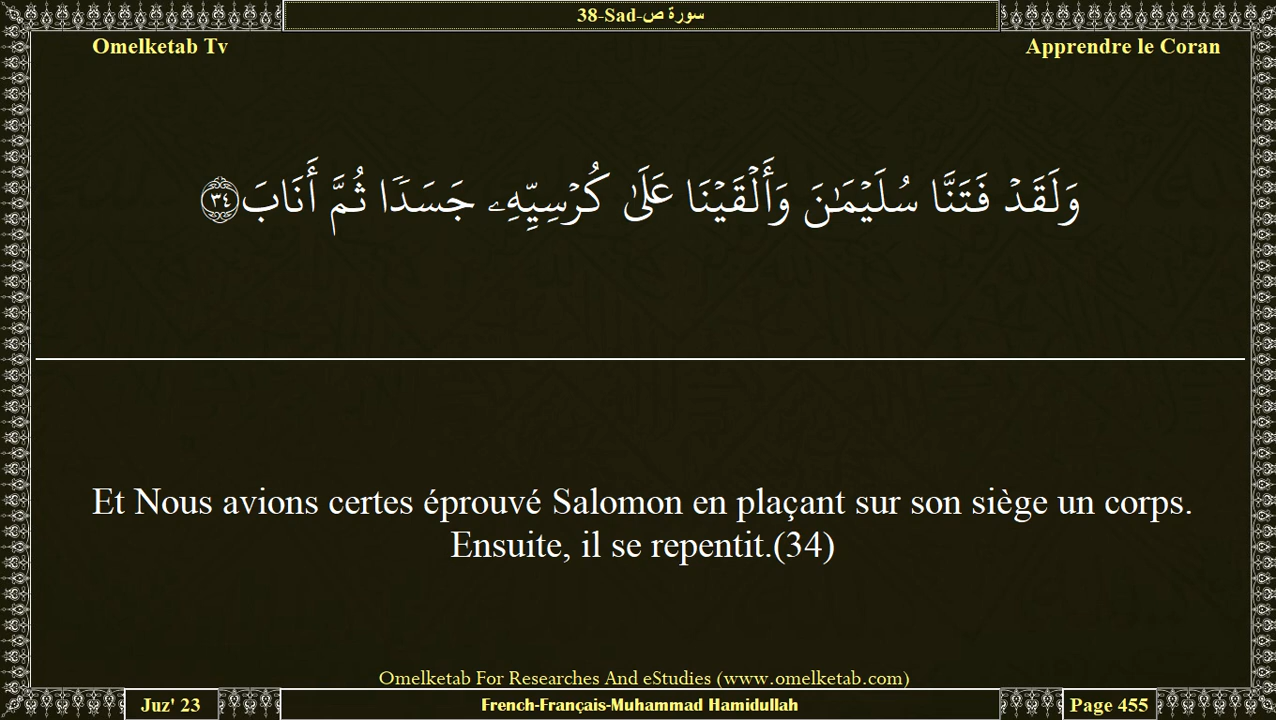 38-Sad-سورة ص
Omelketab Tv
Apprendre le Coran
وَلَقَدْ فَتَنَّا سُلَيْمَـٰنَ وَأَلْقَيْنَا عَلَىٰ كُرْسِيِّهِۦ جَسَدًا ثُمَّ أَنَابَ ٣٤
Et Nous avions certes éprouvé Salomon en plaçant sur son siège un corps.
Ensuite, il se repentit.(34)
Omelketab For Researches And eStudies (www.omelketab.com)
Juz' 23
French-Français-Muhammad Hamidullah
Page 455